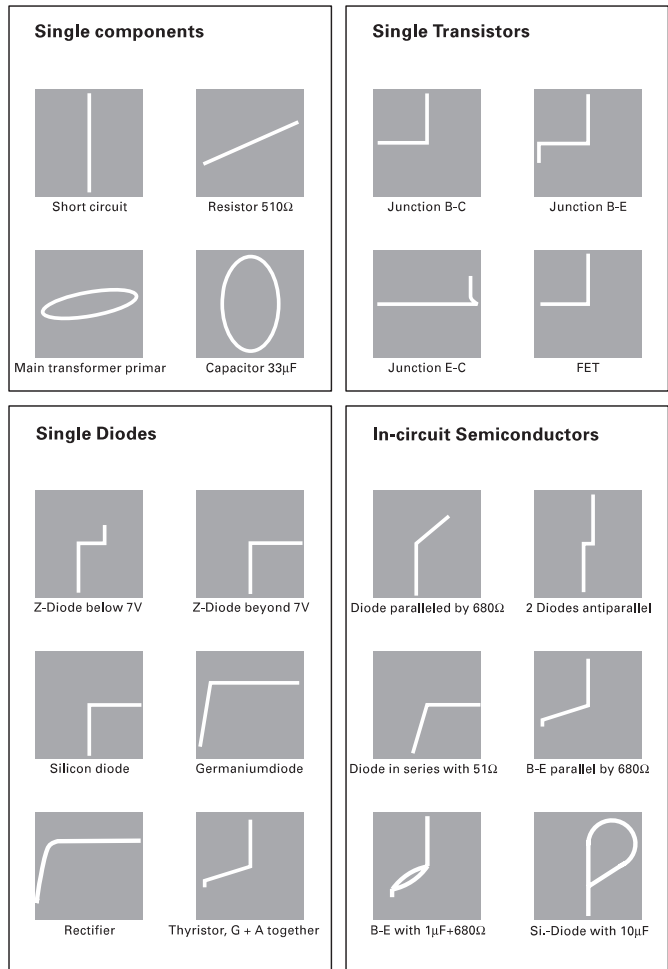 Single components
Short circuit
Resistor 510Ω
Main transformer primar
Capacitor 33µF
Single Transistors
Junction B-C
Junction B-E
Junction E-C
FET
Single Diodes
Z-Diode below 7V
Z-Diode beyond 7V
Silicon diode
Germaniumdiode
Rectifier
Thyristor, G + A together
In-circuit Semiconductors
Diode paralleled by 680Ω
2 Diodes antiparallel
Diode in series with 51Ω
B-E parallel by 680Ω
B-E with 1µF+680Ω
Si.-Diode with 10µF